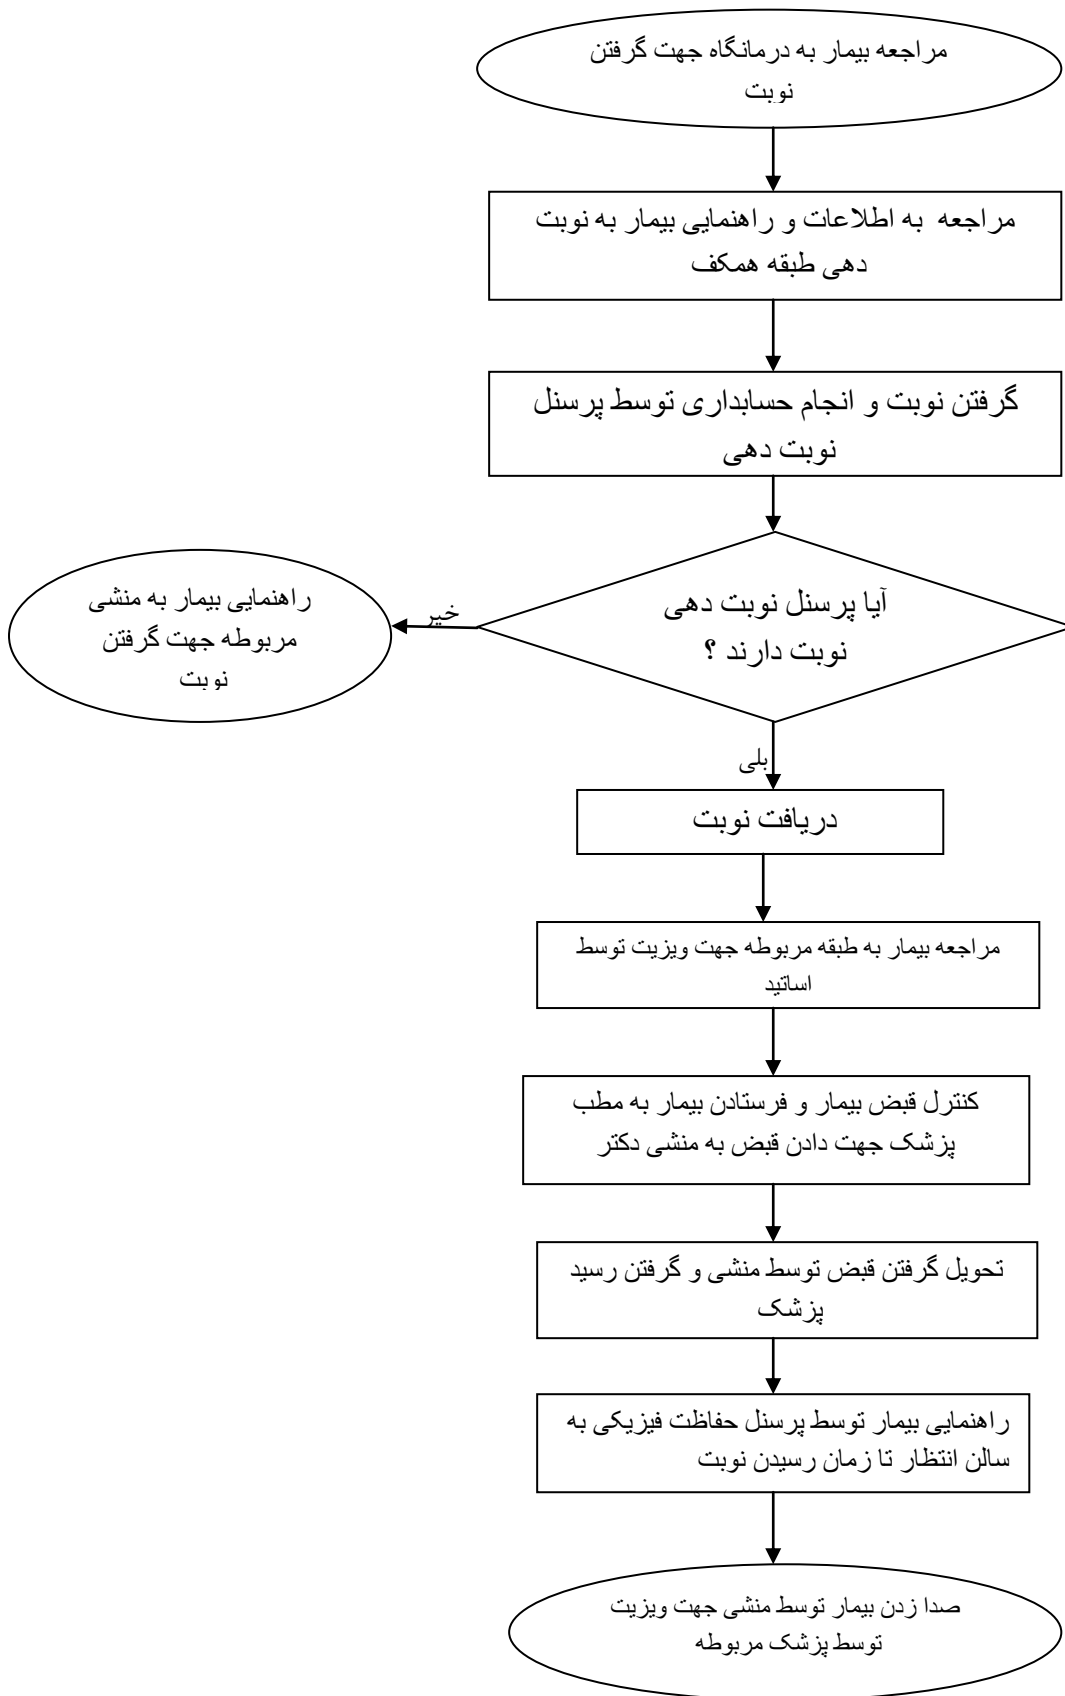 مراجعه بیمار به درمانگاه جهت گرفتن
نوبت
مراجعه به اطلاعات و راهنمایی بیمار به نوبت
دهی طبقه همکف
گرفتن نوبت و انجام حسابداری توسط پرسنل
نوبت دهی
آیا پرسنل نوبت دهی
نوبت دارند ؟
خیر
راهنمایی بیمار به منشی
مربوطه جهت گرفتن
نوبت
بلی
دریافت نوبت
مراجعه بیمار به طبقه مربوطه جهت ویزیت توسط
اساتید
کنترل قبض بیمار و فرستادن بیمار به مطب
پزشک جهت دادن قبض به منشی دکتر
تحویل گرفتن قبض توسط منشی و گرفتن رسید
پزشک
راهنمایی بیمار توسط پرسنل حفاظت فیزیکی به
سالن انتظار تا زمان رسیدن نوبت
صدا زدن بیمار توسط منشی جهت ویزیت
توسط پزشک مربوطه